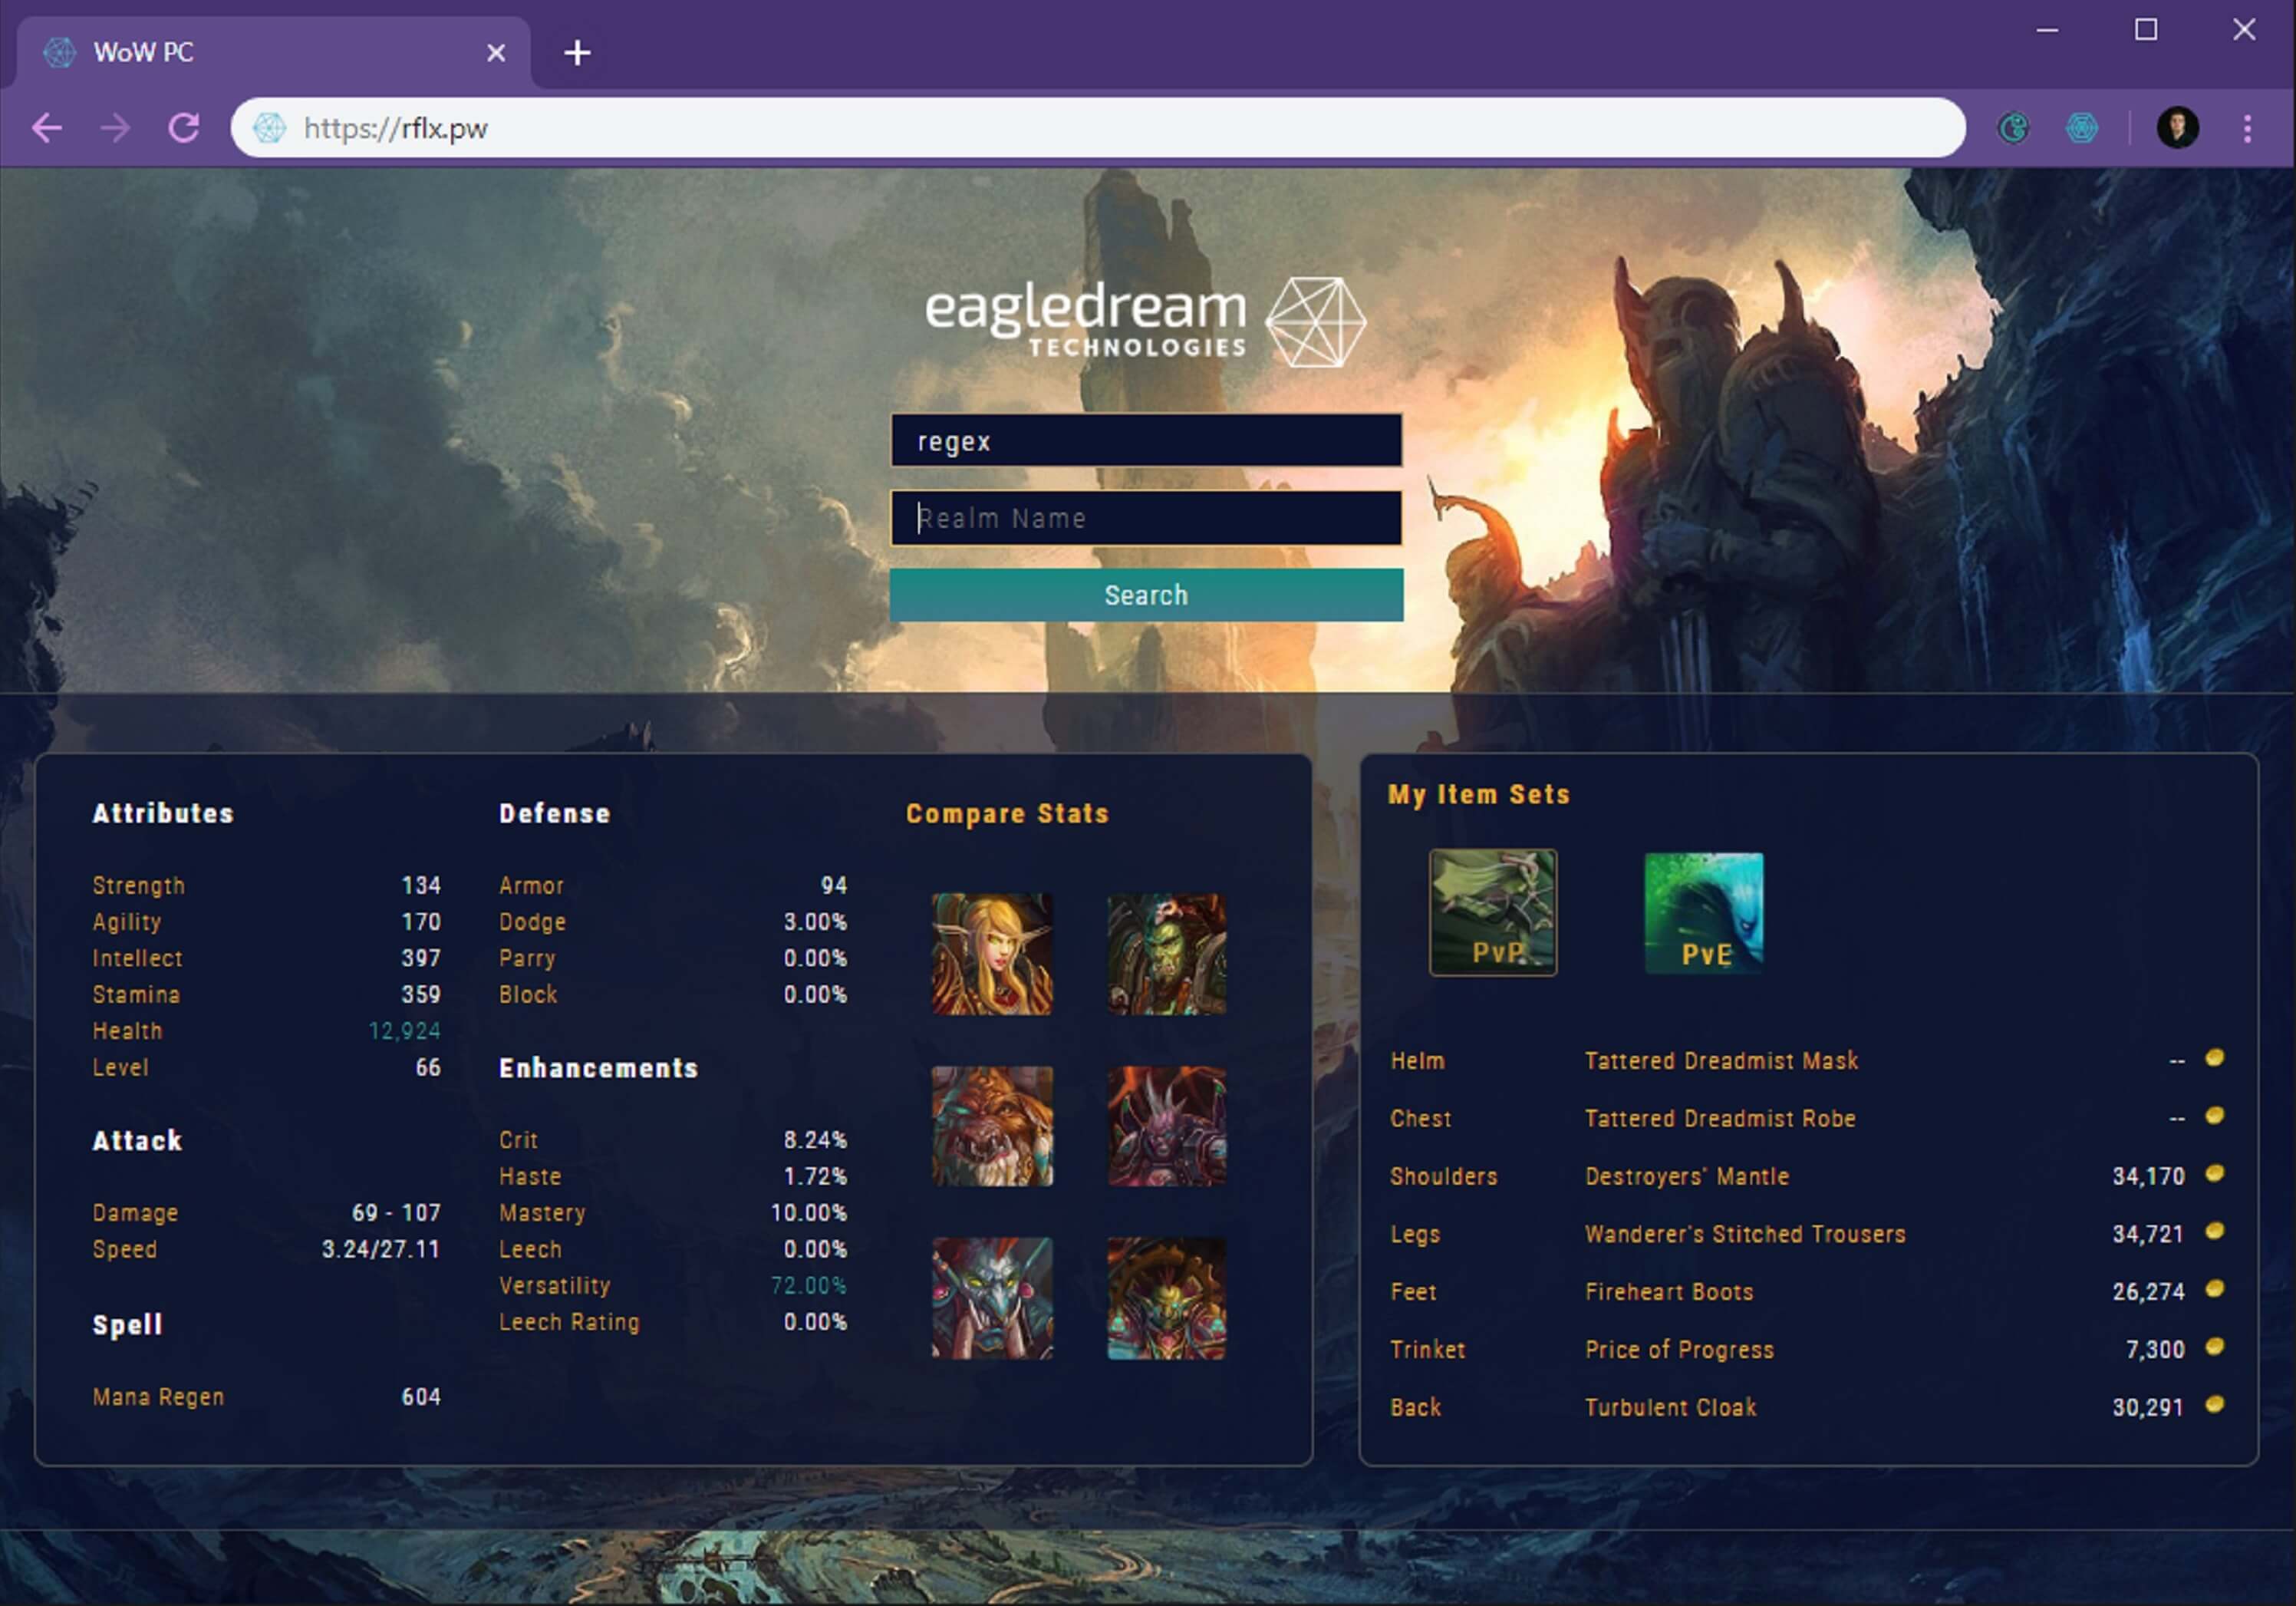 WoW PC
https://rflx.pw
eagledream
TECHNOLOGIES
regex
Realm Name
Search
Attributes
Strength 134
Agility 170
Intellect 397
Stamina 359
Health 12,924
Level 66
Attack
Damage 69 - 107
Speed 3.24/27.11
Spell
Mana Regen 604
Defense
Armor 94
Dodge 3.00%
Parry 0.00%
Block 0.00%
Enhancements
Crit 8.24%
Haste 1.72%
Mastery 10.00%
Leech 0.00%
Versatility 72.00%
Leech Rating 0.00%
Compare Stats
My Item Sets
PvP PvE
Helm Tattered Dreadmist Mask --
Chest Tattered Dreadmist Robe --
Shoulders Destroyers' Mantle 34,170
Legs Wanderer's Stitched Trousers 34,721
Feet Fireheart Boots 26,274
Trinket Price of Progress 7,300
Back Turbulent Cloak 30,291